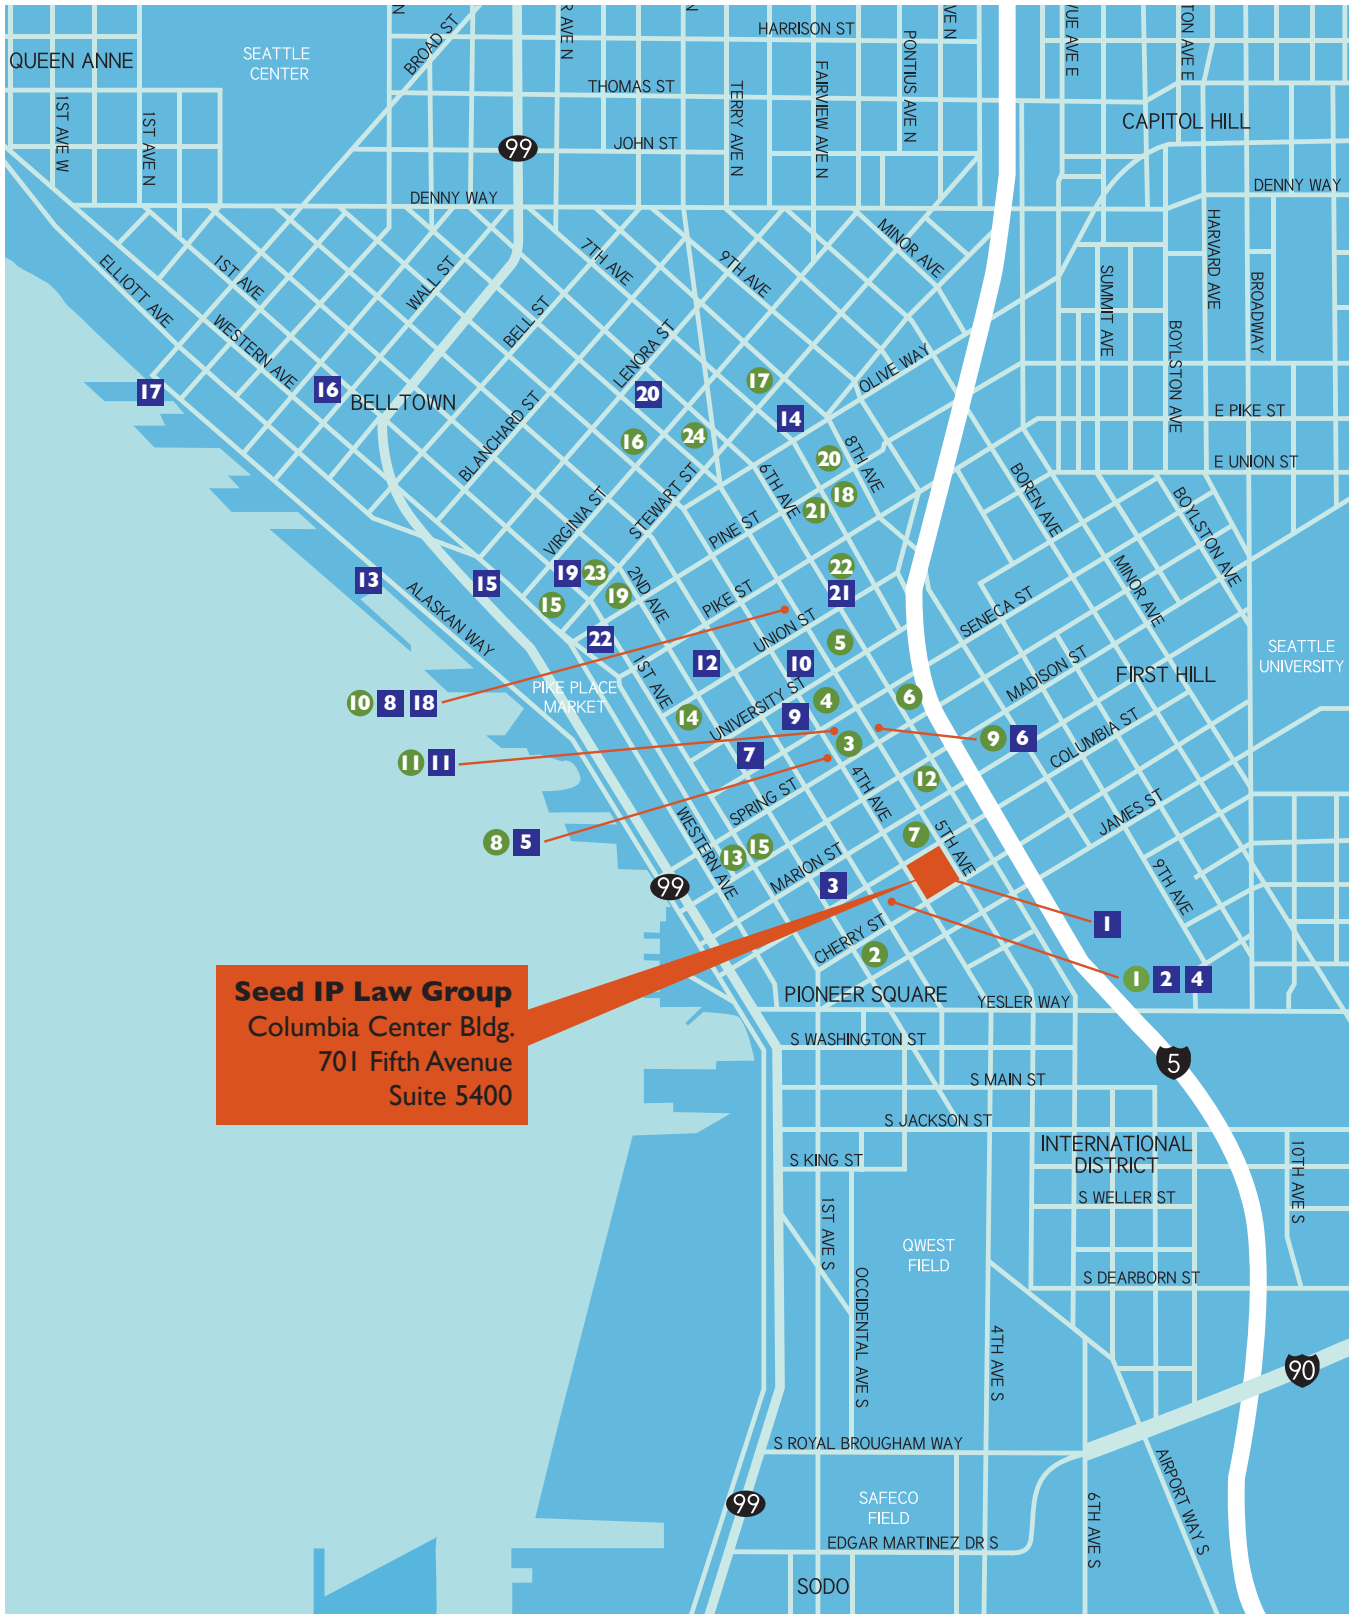 N
R AVE N
N
VE N
VUE AVE E
TON AVE E
HARRISON ST
BROAD ST
QUEEN ANNE
SEATTLE
CENTER
PONTIUS AVE N
FAIRVIEW AVE N
THOMAS ST
TERRY AVE N
1ST AVE W
1ST AVE N
CAPITOL HILL
99
JOHN ST
DENNY WAY
DENNY WAY
HARVARD AVE
MINOR AVE
7TH AVE
9TH AVE
1ST AVE
WALL ST
ELLIOTT AVE
SUMMIT AVE
BROADWAY
BELL ST
WESTERN AVE
LENORA ST
BOYLSTON AVE
OLIVE WAY
17
16
BELLTOWN
20
17
14
E PIKE ST
BLANCHARD ST
16
24
20
8TH AVE
E UNION ST
6TH AVE
BOREN AVE
STEWART ST
18
21
BOYLSTON AVE
VIRGINIA ST
PINE ST
13
15
19
23
2ND AVE
22
21
MINOR AVE
ALASKAN WAY
15
19
PIKE ST
SENECA ST
UNION ST
22
5
SEATTLE
UNIVERSITY
1ST AVE
12
10
MADISON ST
FIRST HILL
PIKE PLACE
MARKET
10
8
18
14
UNIVERSITY ST
4
6
9
COLUMBIA ST
3
9
6
11
11
7
4TH AVE
12
SPRING ST
JAMES ST
WESTERN AVE
8
5
13
15
7
5TH AVE
MARION ST
9TH AVE
99
3
1
CHERRY ST
2
1
2
4
Seed IP Law Group
Columbia Center Bldg.
701 Fifth Avenue
Suite 5400
PIONEER SQUARE
YESLER WAY
S WASHINGTON ST
5
S MAIN ST
S JACKSON ST
INTERNATIONAL
DISTRICT
S KING ST
10TH AVE S
S WELLER ST
1ST AVE S
QWEST
FIELD
OCCIDENTAL AVE S
S DEARBORN ST
4TH AVE S
90
S ROYAL BROUGHAM WAY
AIRPORT WAY S
99
SAFECO
FIELD
6TH AVE S
EDGAR MARTINEZ DR S
SODO